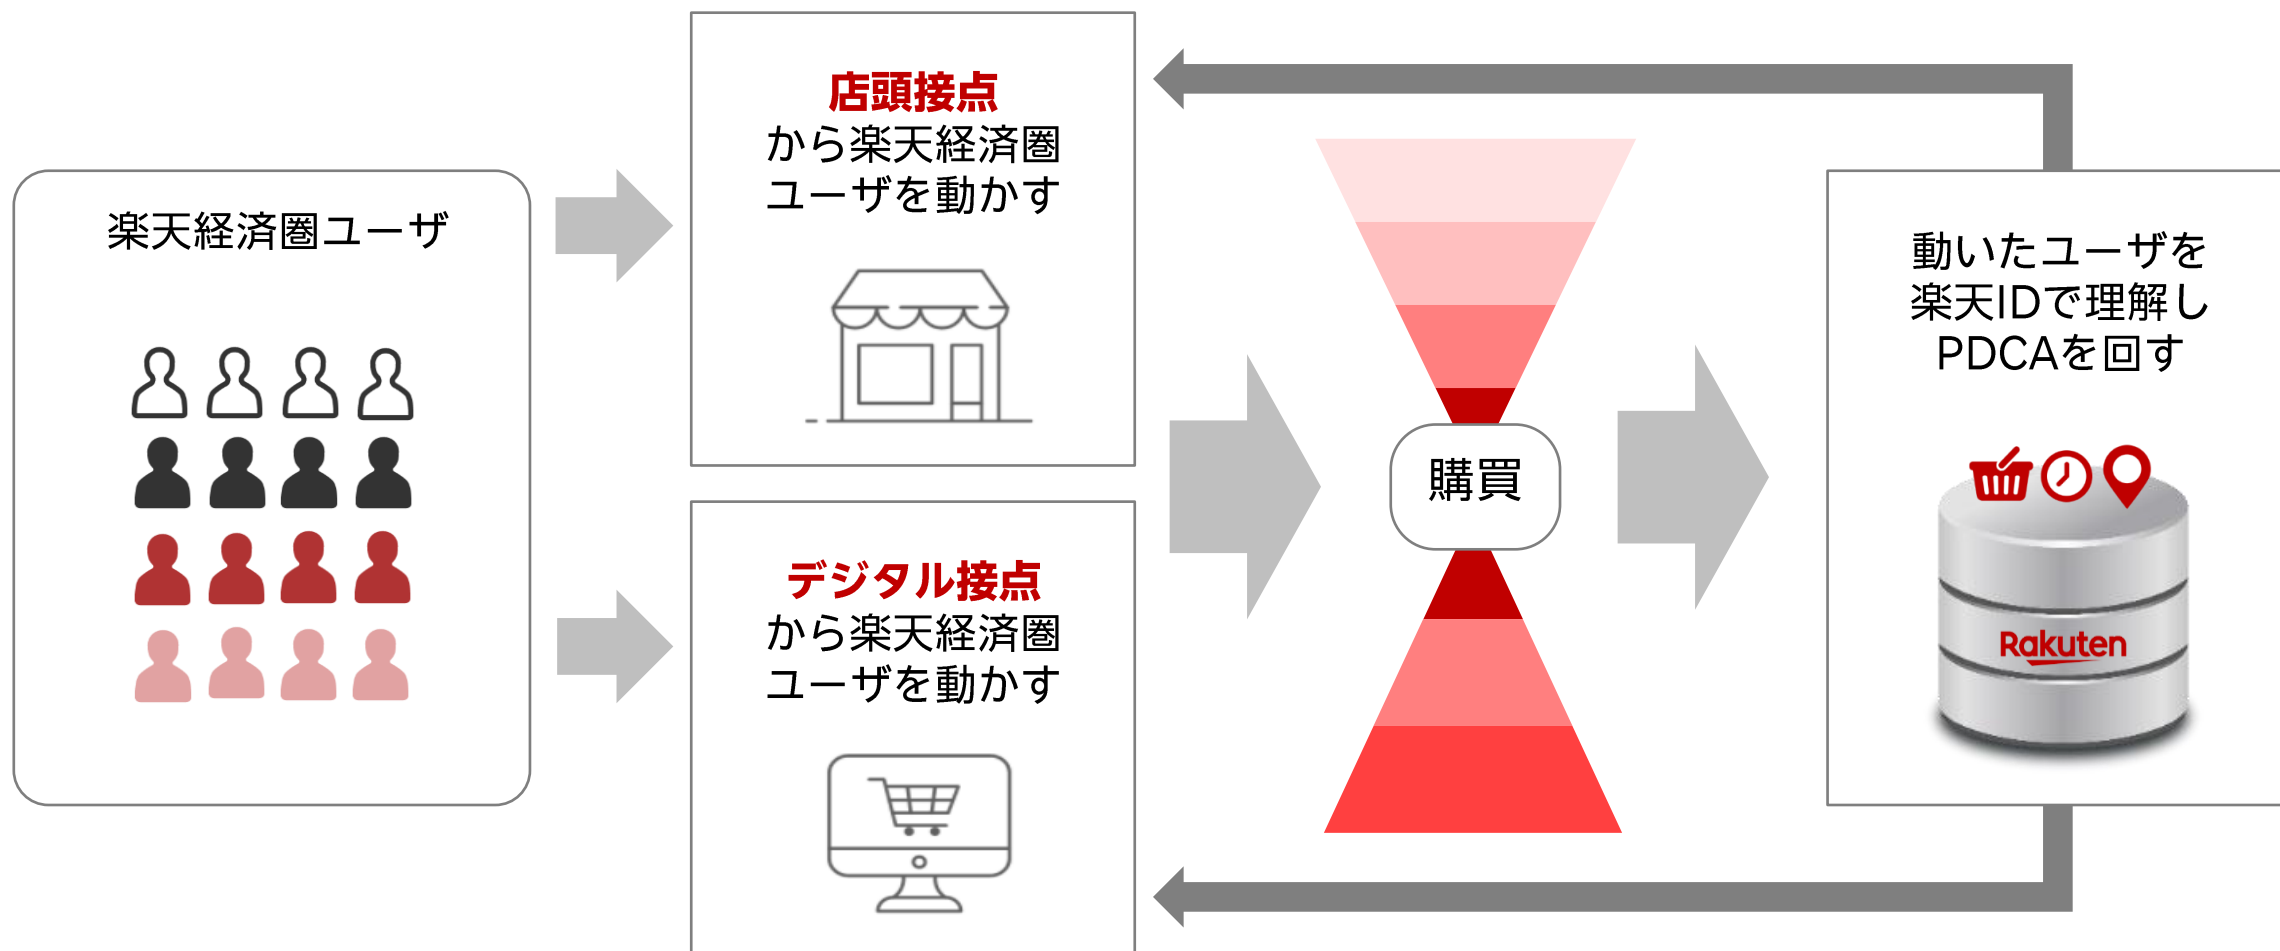 楽天経済圏ユーザ
店頭接点
から楽天経済圏
ユーザを動かす
デジタル接点
から楽天経済圏
ユーザを動かす
購買
動いたユーザを
楽天IDで理解し
PDCAを回す
Rakuten